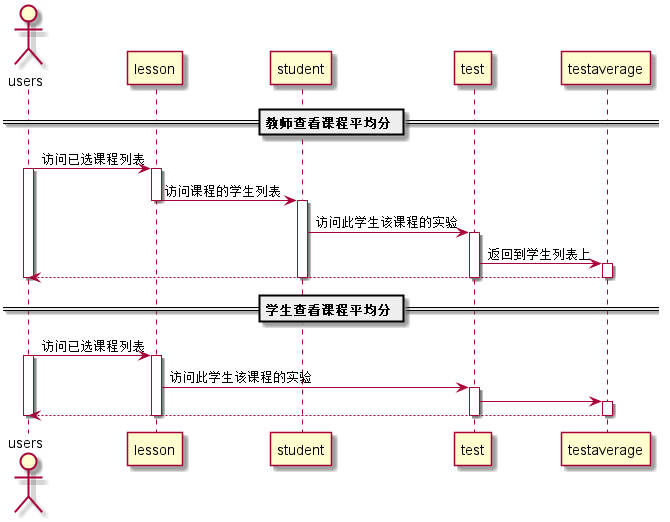 users
lesson
student
test
testaverage
教师查看课程平均分
访问已选课程列表
访问课程的学生列表
访问此学生该课程的实验
返回到学生列表上
学生查看课程平均分
访问已选课程列表
访问此学生该课程的实验
users
lesson
student
test
testaverage